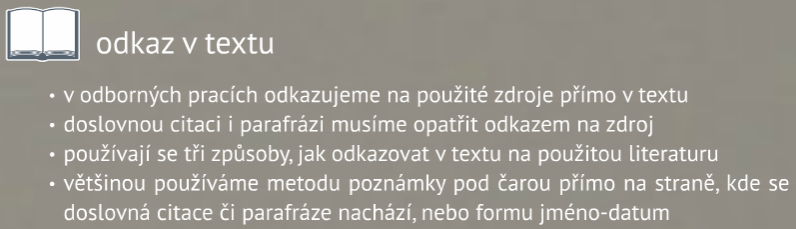 odkaz v textu
• v odborných pracích odkazujeme na použité zdroje přímo v textu
• doslovnou citaci i parafrázi musíme opatřit odkazem na zdroj
• používají se tři způsoby, jak odkazovat v textu na použitou literaturu
• většinou používáme metodu poznámky pod čarou přímo na straně, kde se
doslovná citace či parafráze nachází, nebo formu jméno-datum